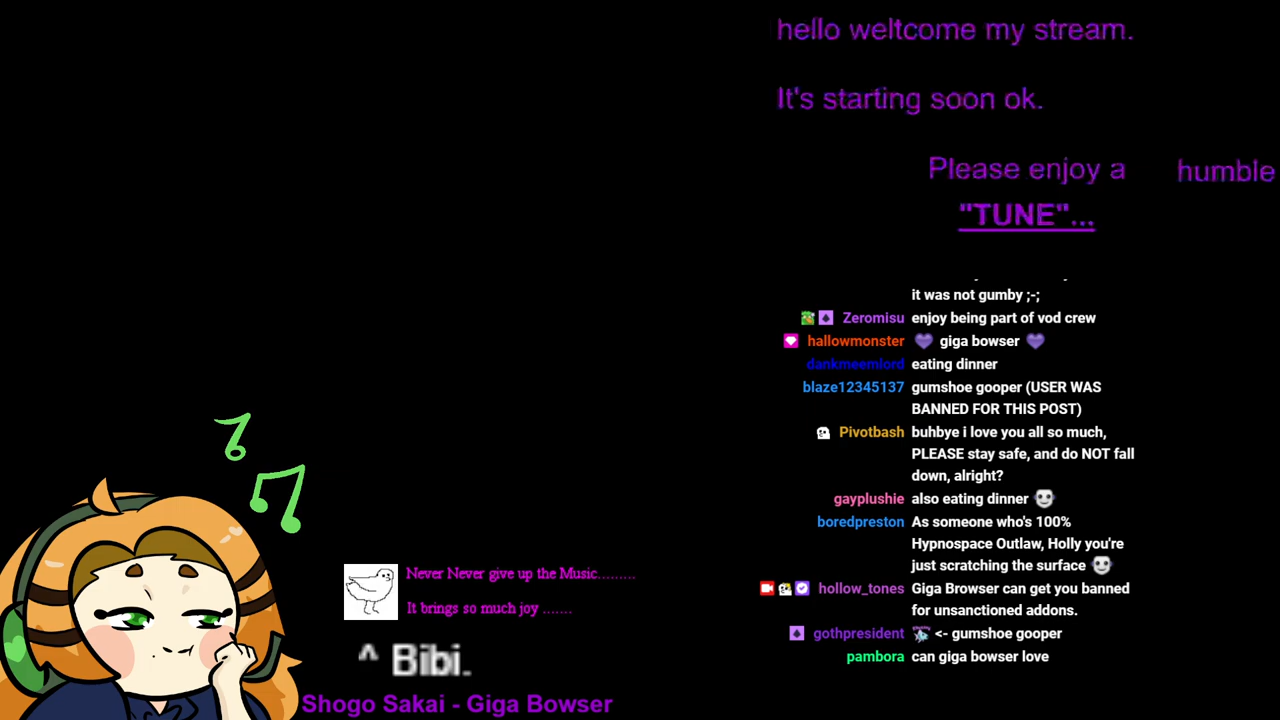 hello weltcome my stream.
It's starting soon ok.
Please enjoy a humble
"TUNE"...
it was not gumby ;-;
Zeromisu enjoy being part of vod crew
hallowmonster giga bowser
dankmeemlord eating dinner
blaze12345137 gumshoe gooper (USER WAS
BANNED FOR THIS POST)
Pivotbash buhbye i love you all so much,
PLEASE stay safe, and do NOT fall
down, alright?
gayplushie also eating dinner
boredpreston As someone who's 100%
Hypnospace Outlaw, Holly you're
just scratching the surface
hollow_tones Giga Browser can get you banned
for unsanctioned addons.
gothpresident <- gumshoe gooper
pambora can giga bowser love
Never Never give up the Music.........
It brings so much joy .......
^ Bibi.
Shogo Sakai - Giga Bowser